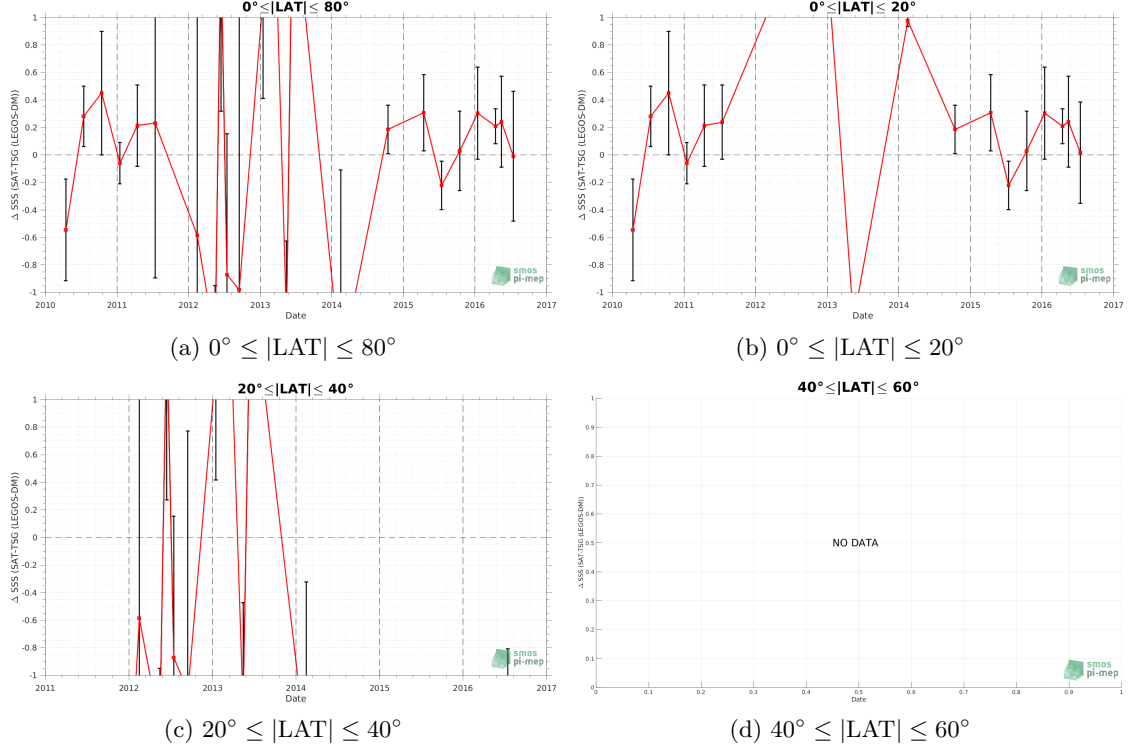 0°≤|LAT|≤ 80°
Δ SSS (SAT-TSG (LEGOS-DM))
1
0.8
0.6
0.4
0.2
0
-0.2
-0.4
-0.6
-0.8
-1
2010 2011 2012 2013 2014 2015 2016 2017
Date
smos
pi-mep
(a) 0° ≤ |LAT| ≤ 80°
0°≤|LAT|≤ 20°
Δ SSS (SAT-TSG (LEGOS-DM))
1
0.8
0.6
0.4
0.2
0
-0.2
-0.4
-0.6
-0.8
-1
2010 2011 2012 2013 2014 2015 2016 2017
Date
smos
pi-mep
(b) 0° ≤ |LAT| ≤ 20°
20°≤|LAT|≤ 40°
Δ SSS (SAT-TSG (LEGOS-DM))
1
0.8
0.6
0.4
0.2
0
-0.2
-0.4
-0.6
-0.8
-1
2011 2012 2013 2014 2015 2016 2017
Date
smos
pi-mep
(c) 20° ≤ |LAT| ≤ 40°
40°≤|LAT|≤ 60°
Δ SSS (SAT-TSG (LEGOS-DM))
1
0.9
0.8
0.7
0.6
0.5
0.4
0.3
0.2
0.1
0
NO DATA
0 0.1 0.2 0.3 0.4 0.5 0.6 0.7 0.8 0.9 1
Date
smos
pi-mep
(d) 40° ≤ |LAT| ≤ 60°